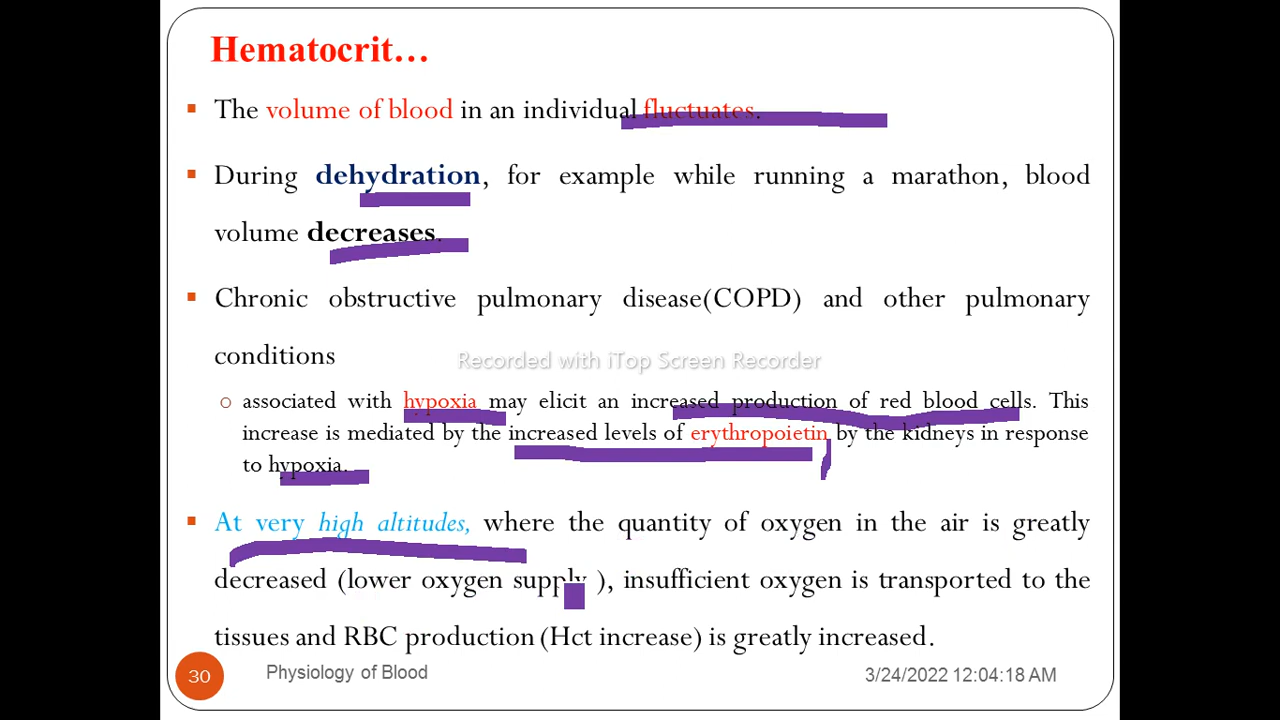 Hematocrit...
The volume of blood in an individual fluctuates.
During dehydration, for example while running a marathon, blood
volume decreases.
Chronic obstructive pulmonary disease(COPD) and other pulmonary
conditions
Recorded with iTop Screen Recorder
associated with hypoxia may elicit an increased production of red blood cells. This
increase is mediated by the increased levels of erythropoietin by the kidneys in response
to hypoxia.
At very high altitudes, where the quantity of oxygen in the air is greatly
decreased (lower oxygen supply ), insufficient oxygen is transported to the
tissues and RBC production (Hct increase) is greatly increased.
30
Physiology of Blood
3/24/2022 12:04:18 AM